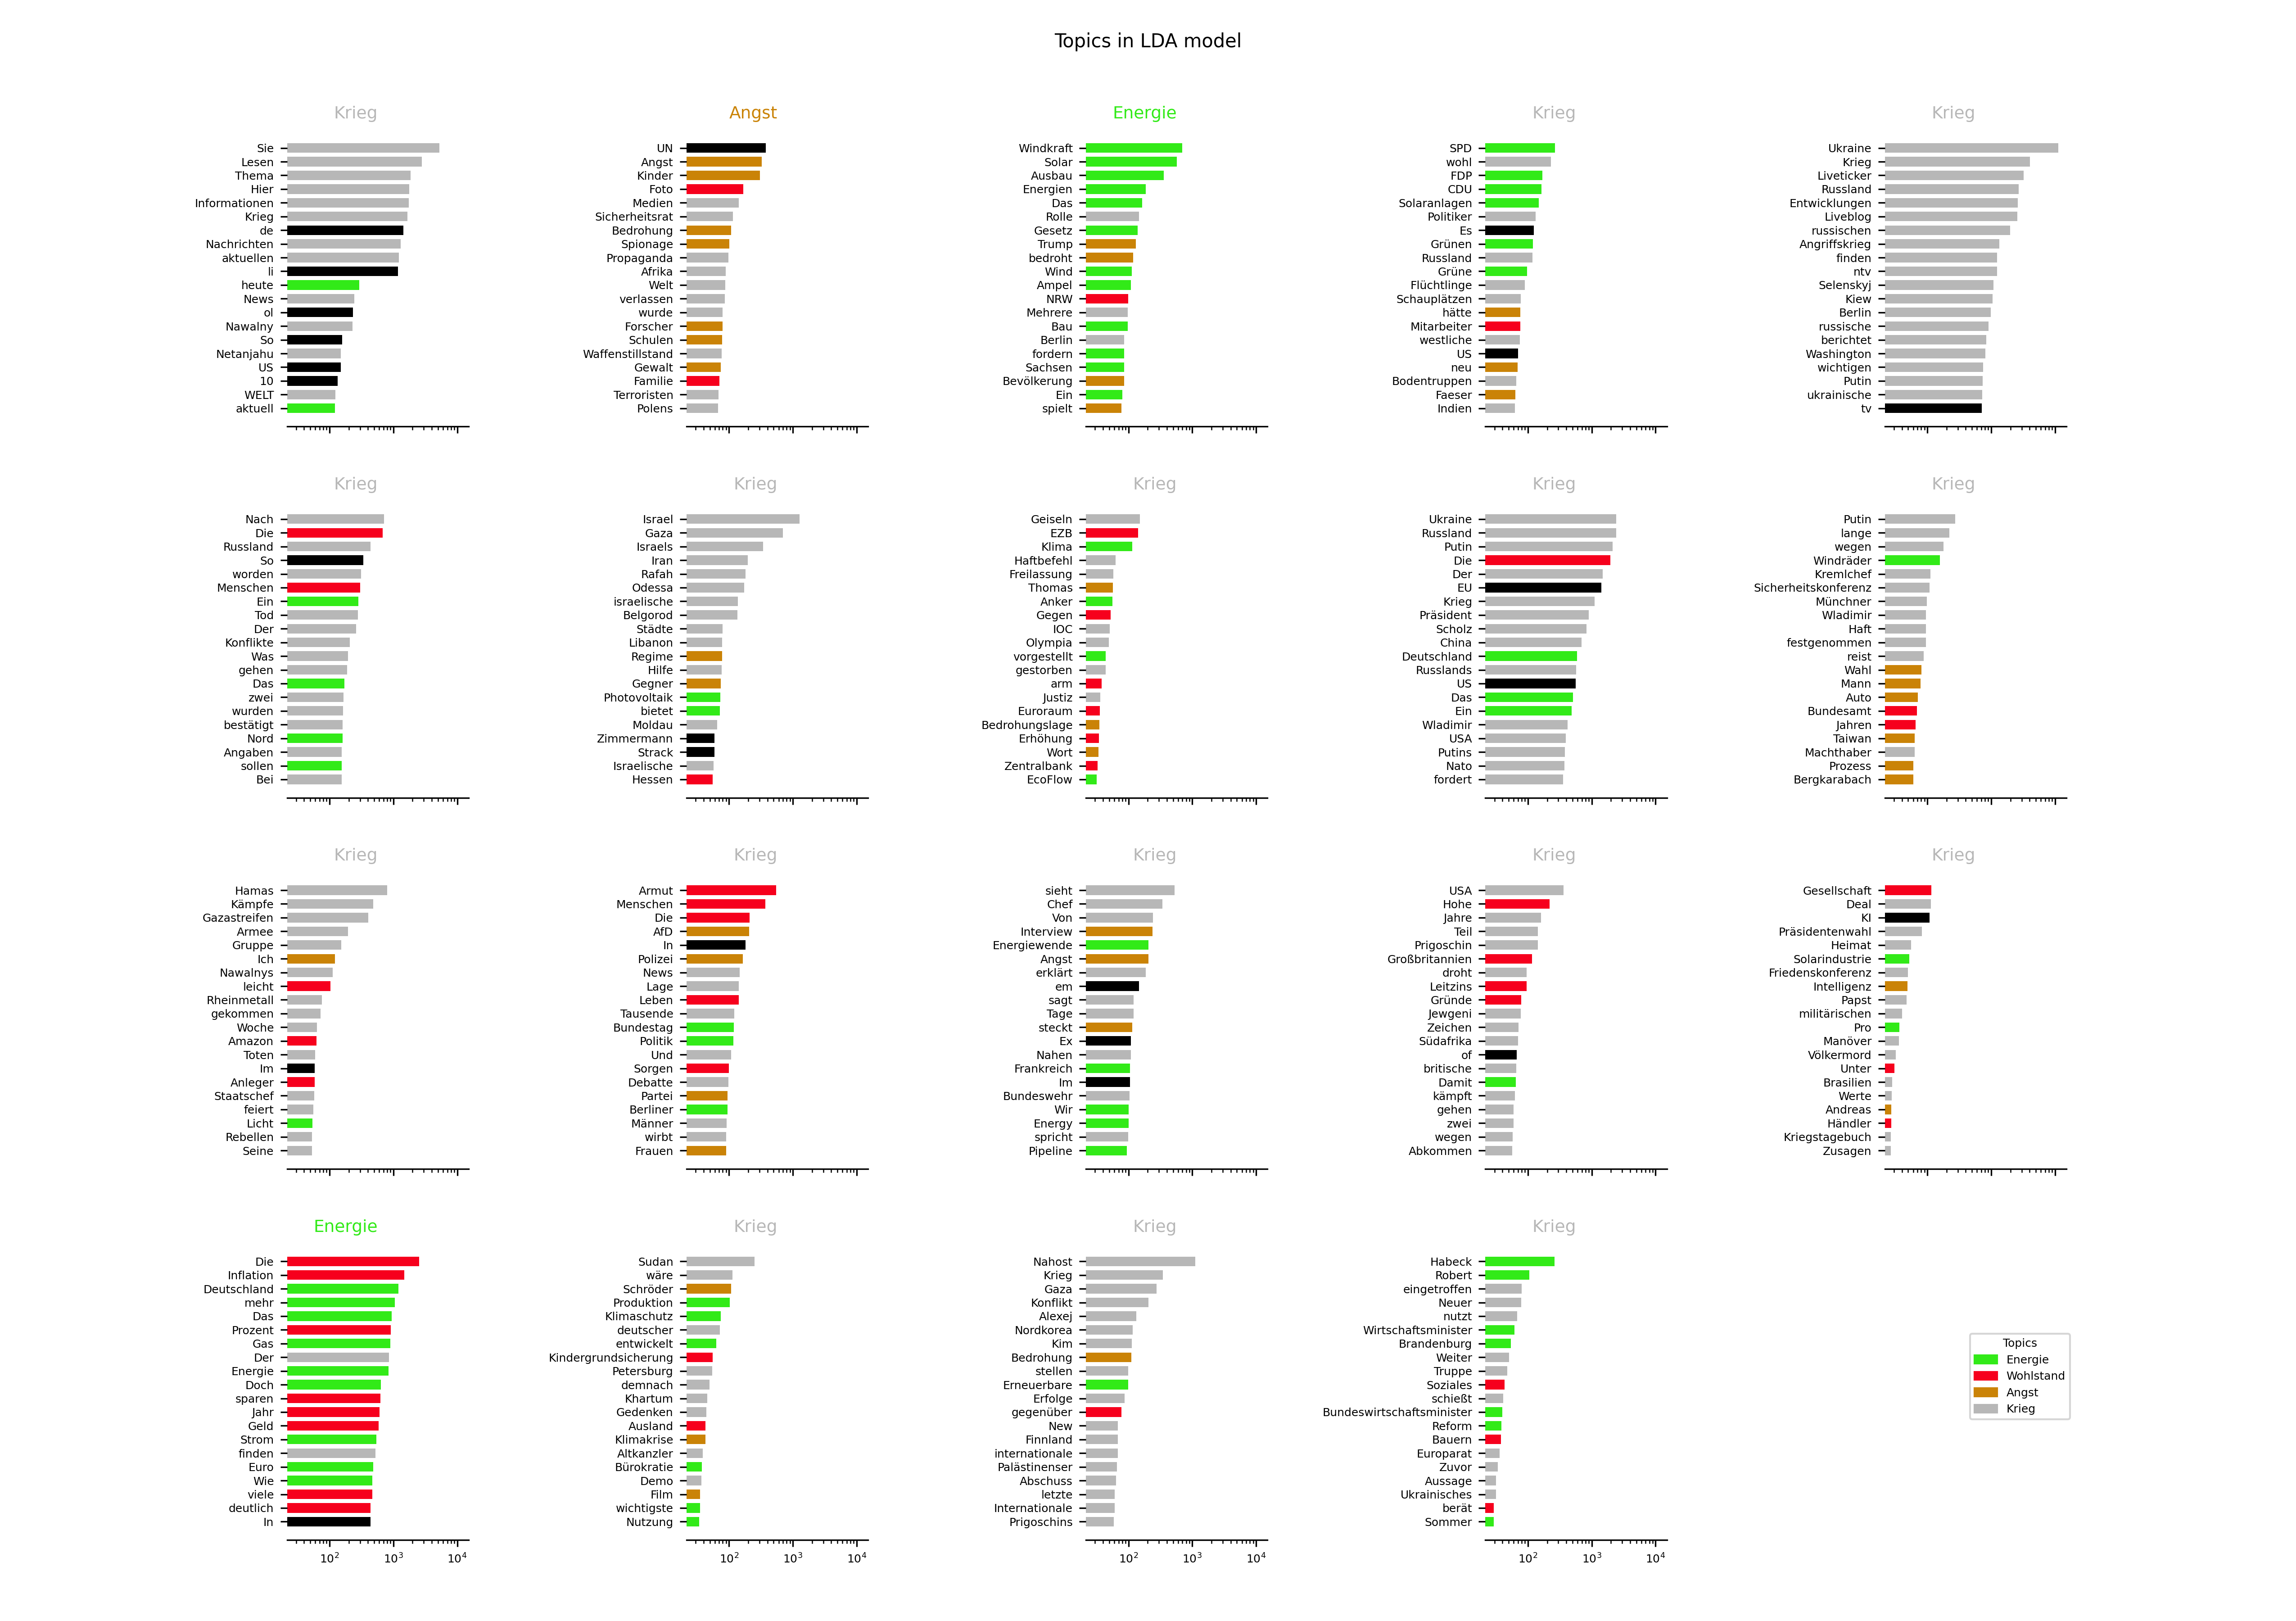 Topics in LDA model
Krieg
Sie
Lesen
Thema
Hier
Informationen
Krieg
de
Nachrichten
aktuellen
li
heute
News
ol
Nawalny
So
Netanjahu
US
10
WELT
aktuell
Angst
UN
Angst
Kinder
Foto
Medien
Sicherheitsrat
Bedrohung
Spionage
Propaganda
Afrika
Welt
verlassen
wurde
Forscher
Schulen
Waffenstillstand
Gewalt
Familie
Terroristen
Polens
Energie
Windkraft
Solar
Ausbau
Energien
Das
Rolle
Gesetz
Trump
bedroht
Wind
Ampel
NRW
Mehrere
Bau
Berlin
fordern
Sachsen
Bevölkerung
Ein
spielt
Krieg
SPD
wohl
FDP
CDU
Solaranlagen
Politiker
Es
Grünen
Russland
Grüne
Flüchtlinge
Schauplätzen
hätte
Mitarbeiter
westliche
US
neu
Bodentruppen
Faeser
Indien
Krieg
Ukraine
Krieg
Liveticker
Russland
Entwicklungen
Liveblog
russischen
Angriffskrieg
finden
ntv
Selenskyj
Kiew
Berlin
russische
berichtet
Washington
wichtigen
Putin
ukrainische
tv
Krieg
Nach
Die
Russland
So
worden
Menschen
Ein
Tod
Der
Konflikte
Was
gehen
Das
zwei
wurden
bestätigt
Nord
Angaben
sollen
Bei
Krieg
Israel
Gaza
Israels
Iran
Rafah
Odessa
israelische
Belgorod
Städte
Libanon
Regime
Hilfe
Gegner
Photovoltaik
bietet
Moldau
Zimmermann
Strack
Israelische
Hessen
Krieg
Geiseln
EZB
Klima
Haftbefehl
Freilassung
Thomas
Anker
Gegen
IOC
Olympia
vorgestellt
gestorben
arm
Justiz
Euroraum
Bedrohungslage
Erhöhung
Wort
Zentralbank
EcoFlow
Krieg
Ukraine
Russland
Putin
Die
Der
EU
Krieg
Präsident
Scholz
China
Deutschland
Russlands
US
Das
Ein
Wladimir
USA
Putins
Nato
fordert
Krieg
Putin
lange
wegen
Windräder
Kremlchef
Sicherheitskonferenz
Münchner
Wladimir
Haft
festgenommen
reist
Wahl
Mann
Auto
Bundesamt
Jahren
Taiwan
Machthaber
Prozess
Bergkarabach
Krieg
Hamas
Kämpfe
Gazastreifen
Armee
Gruppe
Ich
Nawalnys
leicht
Rheinmetall
gekommen
Woche
Amazon
Toten
Im
Anleger
Staatschef
feiert
Licht
Rebellen
Seine
Krieg
Armut
Menschen
Die
AfD
In
Polizei
News
Lage
Leben
Tausende
Bundestag
Politik
Und
Sorgen
Debatte
Partei
Berliner
Männer
wirbt
Frauen
Krieg
sieht
Chef
Von
Interview
Energiewende
Angst
erklärt
em
sagt
Tage
steckt
Ex
Nahen
Frankreich
Im
Bundeswehr
Wir
Energy
spricht
Pipeline
Krieg
USA
Hohe
Jahre
Teil
Prigoschin
Großbritannien
droht
Leitzins
Gründe
Jewgeni
Zeichen
Südafrika
of
britische
Damit
kämpft
gehen
zwei
wegen
Abkommen
Krieg
Gesellschaft
Deal
KI
Präsidentenwahl
Heimat
Solarindustrie
Friedenskonferenz
Intelligenz
Papst
militärischen
Pro
Manöver
Völkermord
Unter
Brasilien
Werte
Andreas
Händler
Kriegstagebuch
Zusagen
Energie
Die
Inflation
Deutschland
mehr
Das
Prozent
Gas
Der
Energie
Doch
sparen
Jahr
Geld
Strom
finden
Euro
Wie
viele
deutlich
In
10² 10³ 10⁴
Krieg
Sudan
wäre
Schröder
Produktion
Klimaschutz
deutscher
entwickelt
Kindergrundsicherung
Petersburg
demnach
Khartum
Gedenken
Ausland
Klimakrise
Altkanzler
Bürokratie
Demo
Film
wichtigste
Nutzung
10² 10³ 10⁴
Krieg
Nahost
Krieg
Gaza
Konflikt
Alexej
Nordkorea
Kim
Bedrohung
stellen
Erneuerbare
Erfolge
gegenüber
New
Finnland
internationale
Palästinenser
Abschuss
letzte
Internationale
Prigoschins
10² 10³ 10⁴
Krieg
Habeck
Robert
eingetroffen
Neuer
nutzt
Wirtschaftsminister
Brandenburg
Weiter
Truppe
Soziales
schießt
Bundeswirtschaftsminister
Reform
Bauern
Europarat
Zuvor
Aussage
Ukrainisches
berät
Sommer
10² 10³ 10⁴
Topics
Energie
Wohlstand
Angst
Krieg